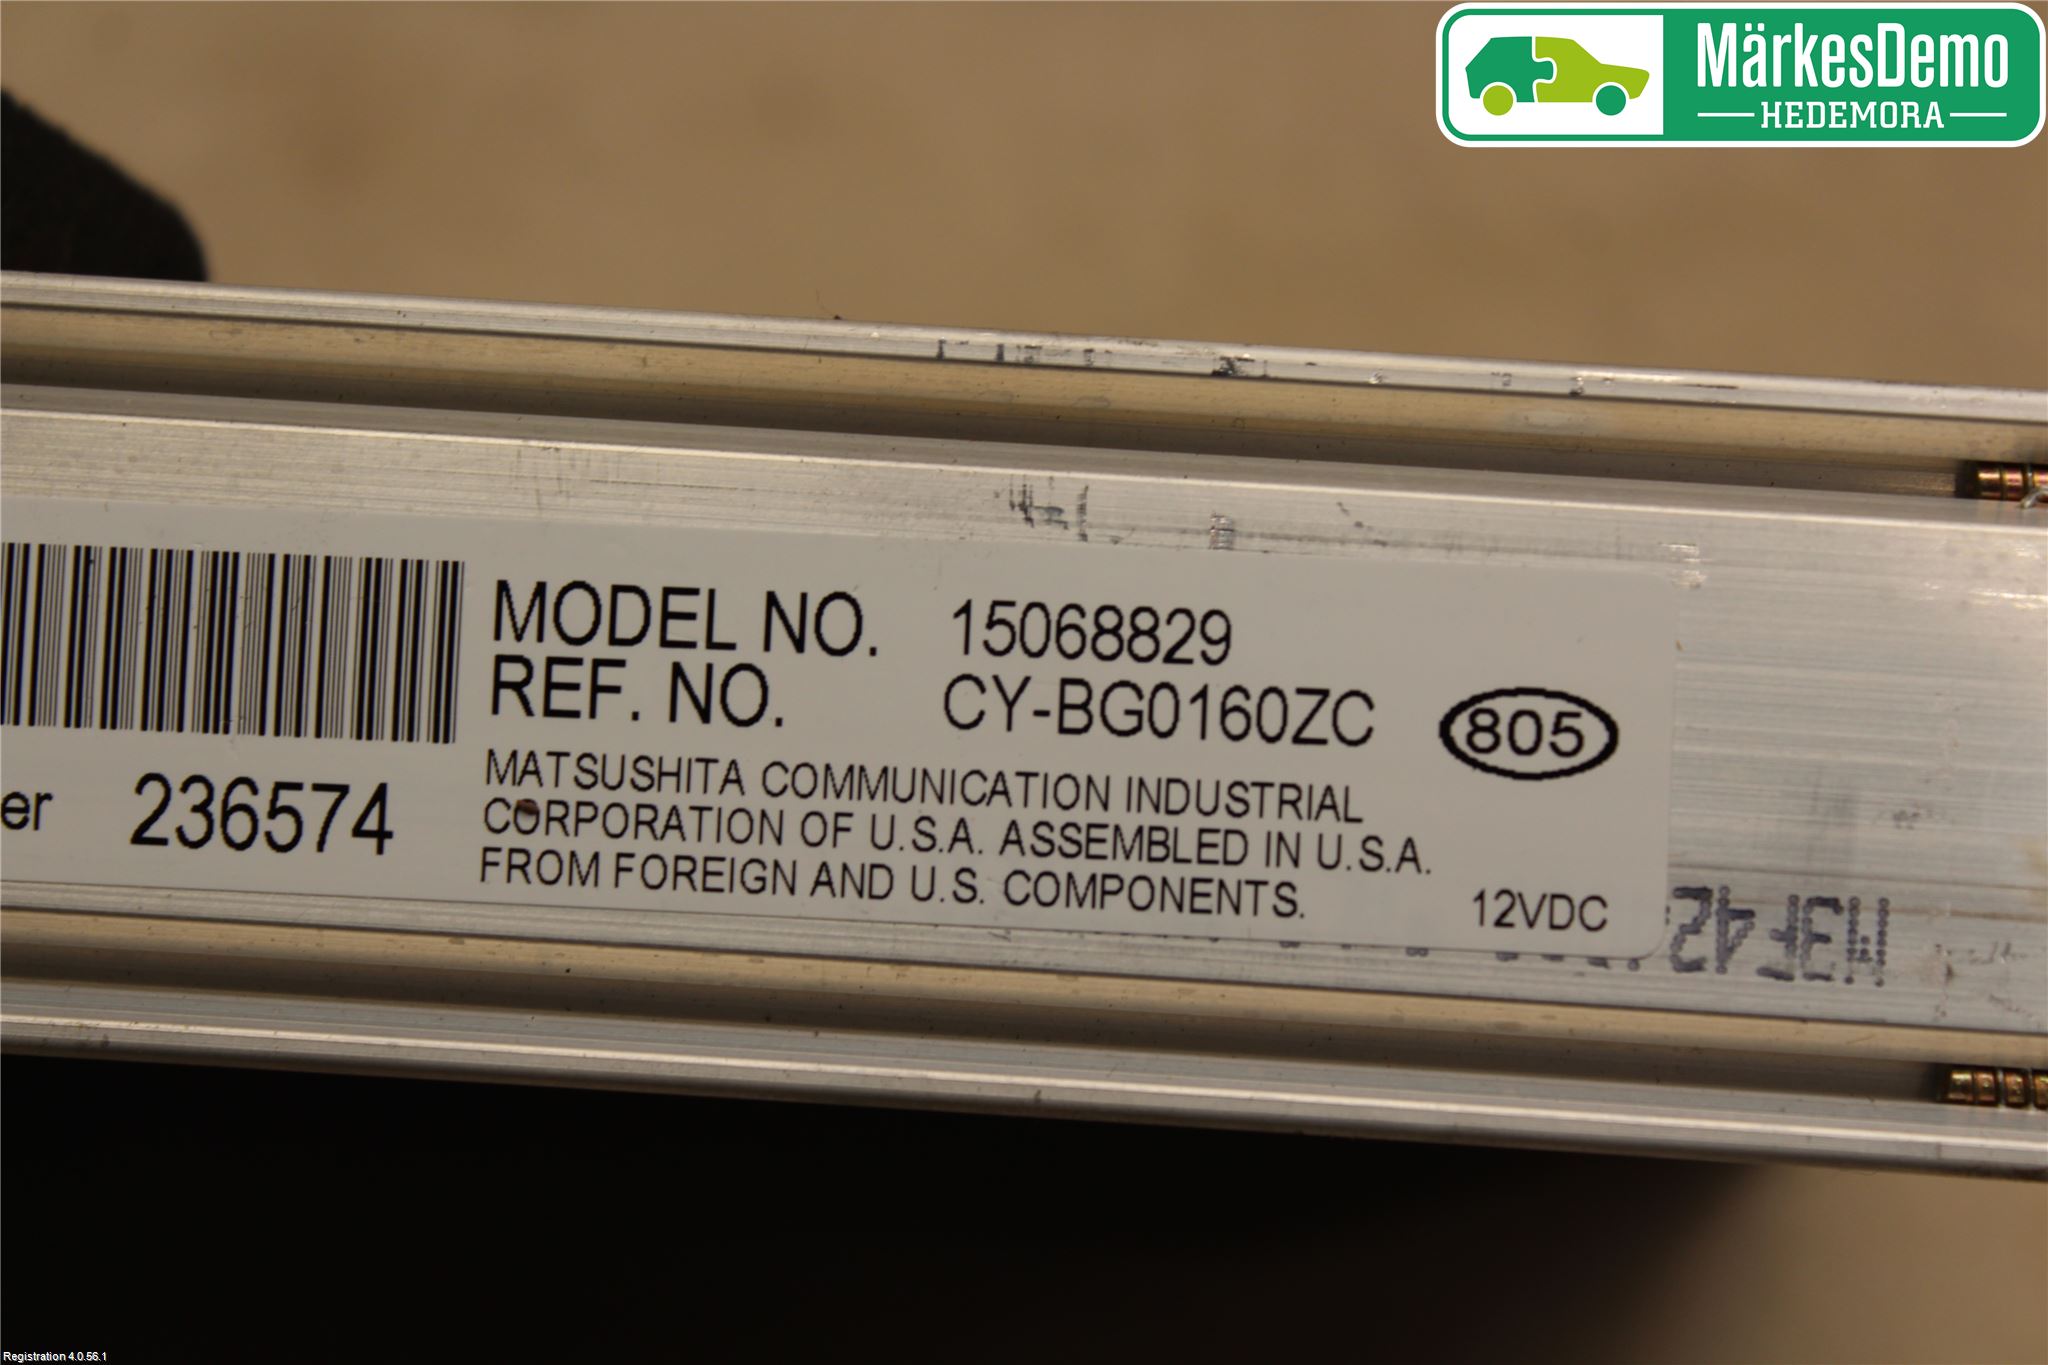 MärkesDemo
HEDEMORA
MODEL NO. 15068829
REF. NO. CY-BG0160ZC
805
MATSUSHITA COMMUNICATION INDUSTRIAL
CORPORATION OF U.S.A. ASSEMBLED IN U.S.A.
FROM FOREIGN AND U.S. COMPONENTS.
12VDC
er 236574
Registration 4.0.56.1